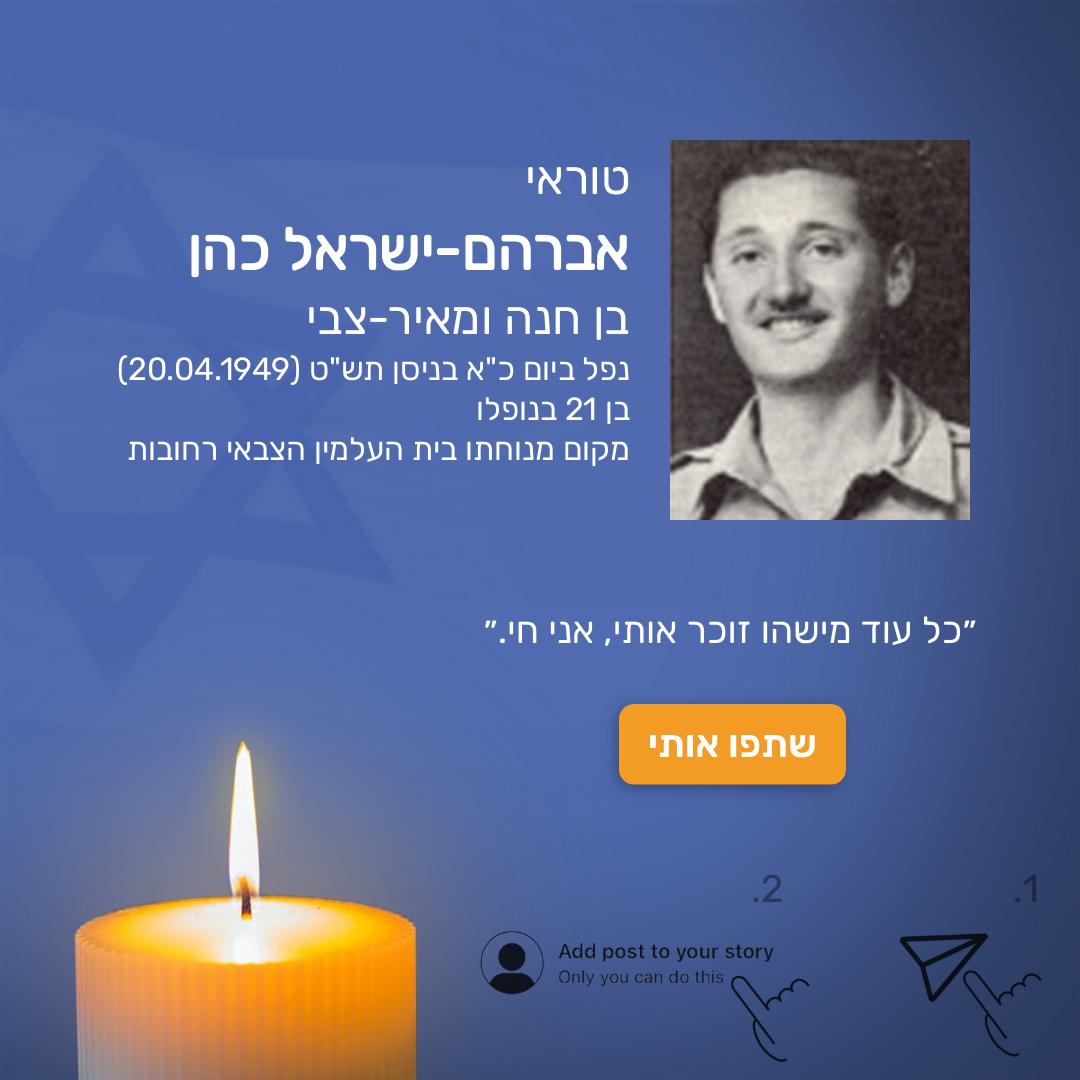 טוראי
אברהם-ישראל כהן
בן חנה ומאיר-צבי
נפל ביום כ"א בניסן תש"ט (20.04.1949)
בן 21 בנופלו
מקום מנוחתו בית העלמין הצבאי רחובות
״כל עוד מישהו זוכר אותי, אני חי.״
שתפו אותי
.1
.2
Add post to your story
Only you can do this